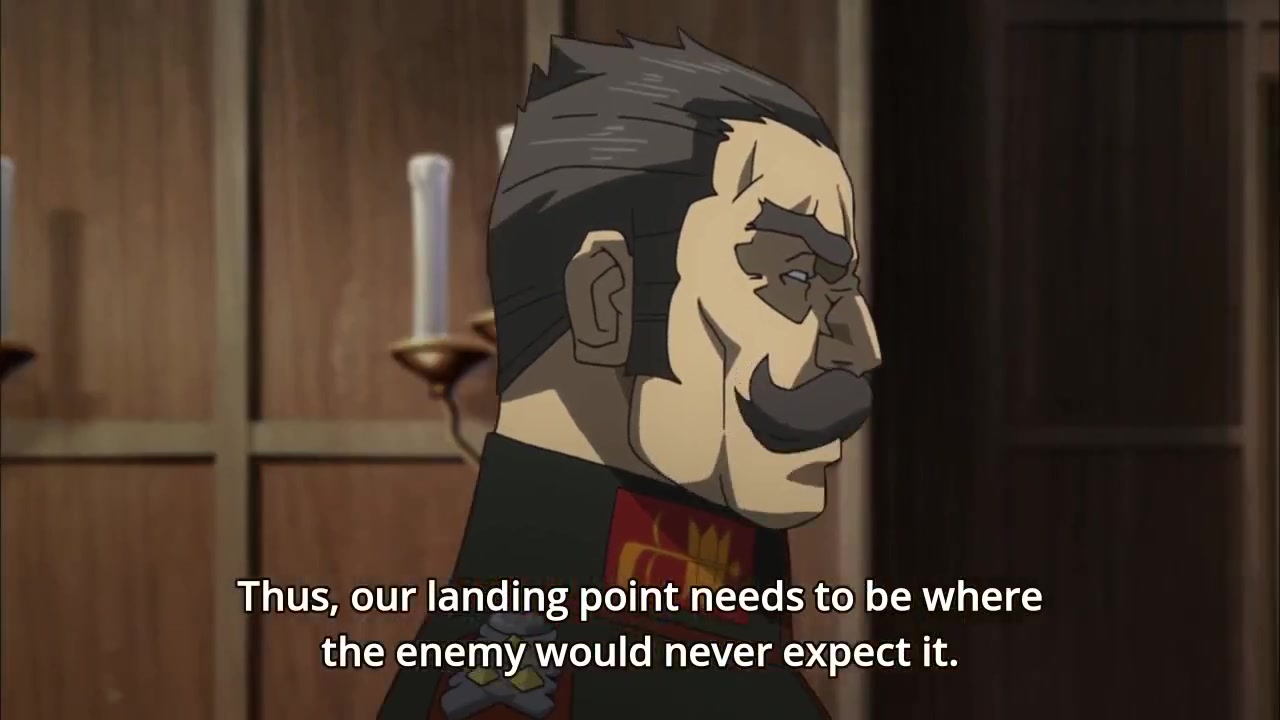 Thus, our landing point needs to be where
the enemy would never expect it.